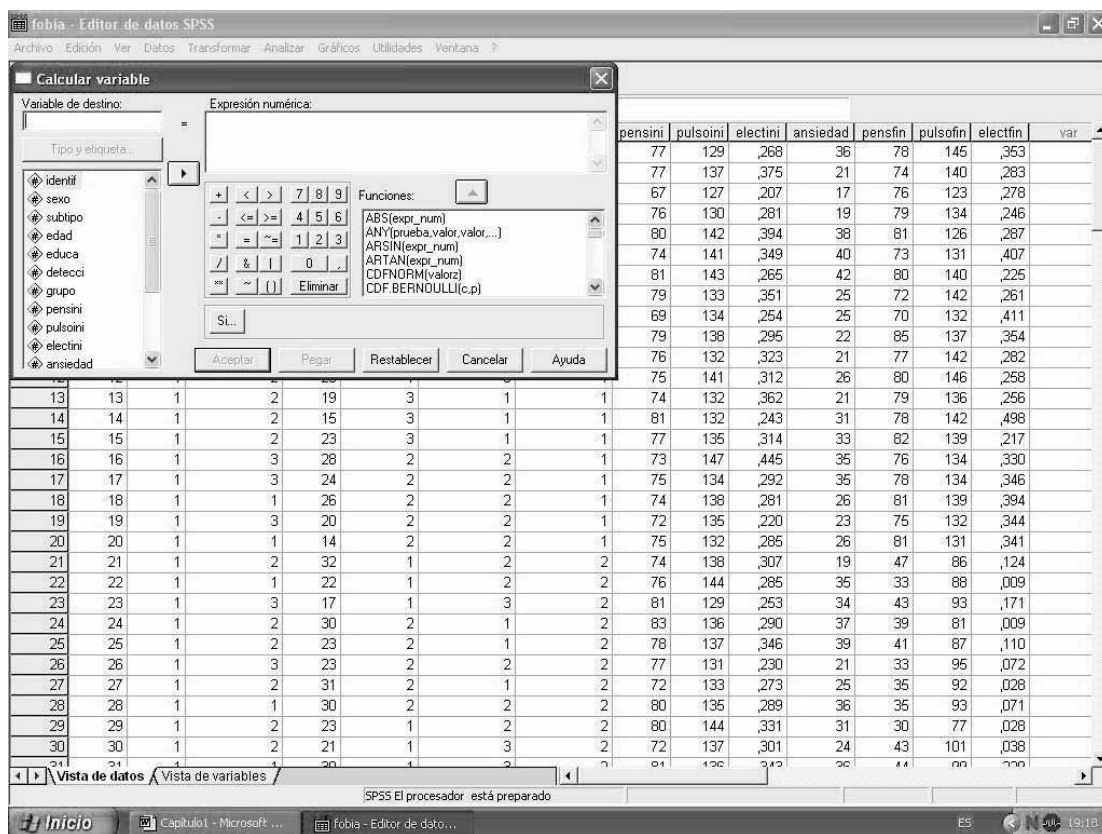 fobia - Editor de datos SPSS
Archivo Edición Ver Datos Transformar Analizar Gráficos Utilidades Ventana ?
Calcular variable
Variable de destino:
=
Expresión numérica:
Tipo y etiqueta...
identif
sexo
subtipo
edad
educa
detecci
grupo
pensini
pulsoini
electini
ansiedad
+ < > 7 8 9
- <= >= 4 5 6
* = ~= 1 2 3
/ & | 0 ,
** ~ () Eliminar
Funciones:
ABS(expr_num)
ANY(prueba,valor,valor,...)
ARSIN(expr_num)
ARTAN(expr_num)
CDFNORM(valorz)
CDF.BERNOULLI(c,p)
Si...
Aceptar Pegar Restablecer Cancelar Ayuda
pensini pulsoini electini ansiedad pensfin pulsofin electfin var
77 129 ,268 36 78 145 ,353
77 137 ,375 21 74 140 ,283
67 127 ,207 17 76 123 ,278
76 130 ,281 19 79 134 ,246
80 142 ,394 38 81 126 ,287
74 141 ,349 40 73 131 ,407
81 143 ,265 42 80 140 ,225
79 133 ,351 25 72 142 ,261
69 134 ,254 25 70 132 ,411
79 138 ,295 22 85 137 ,354
76 132 ,323 21 77 142 ,282
75 141 ,312 26 80 146 ,258
13 13 1 2 19 3 1 1 74 132 ,362 21 79 136 ,256
14 14 1 2 15 3 1 1 81 132 ,243 31 78 142 ,498
15 15 1 2 23 3 1 1 77 135 ,314 33 82 139 ,217
16 16 1 3 28 2 2 1 73 147 ,445 35 76 134 ,330
17 17 1 3 24 2 2 1 75 134 ,292 35 78 134 ,346
18 18 1 1 26 2 2 1 74 138 ,281 26 81 139 ,394
19 19 1 3 20 2 2 1 72 135 ,220 23 75 132 ,344
20 20 1 1 14 2 2 1 75 132 ,285 26 81 131 ,341
21 21 1 2 32 1 2 2 74 138 ,307 19 47 86 ,124
22 22 1 1 22 1 2 2 76 144 ,285 35 33 88 ,009
23 23 1 3 17 1 3 2 81 129 ,253 34 43 93 ,171
24 24 1 2 30 2 1 2 83 136 ,290 37 39 81 ,009
25 25 1 2 23 2 1 2 78 137 ,346 39 41 87 ,110
26 26 1 3 23 2 2 2 77 131 ,230 21 33 95 ,072
27 27 1 2 31 2 1 2 72 133 ,273 25 35 92 ,028
28 28 1 1 30 2 2 2 80 135 ,289 36 35 93 ,071
29 29 1 2 23 1 2 2 80 144 ,331 31 30 77 ,028
30 30 1 2 21 1 3 2 72 137 ,301 24 43 101 ,038
Vista de datos Vista de variables
SPSS El procesador está preparado
Inicio Capítulo1 - Microsoft ... fobia - Editor de dato... ES 19:18